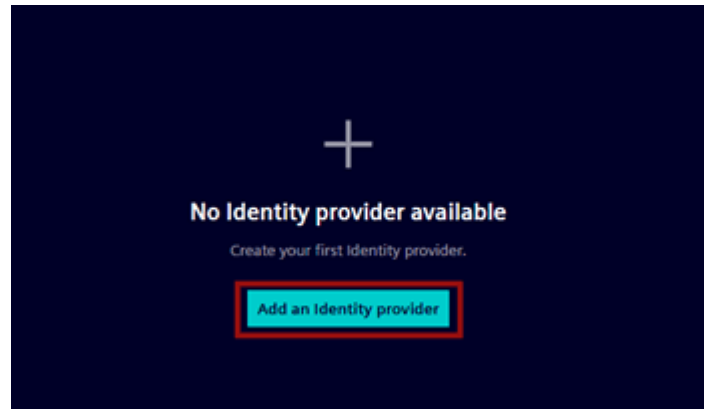 No Identity provider available
Create your first Identity provider.
Add an Identity provider